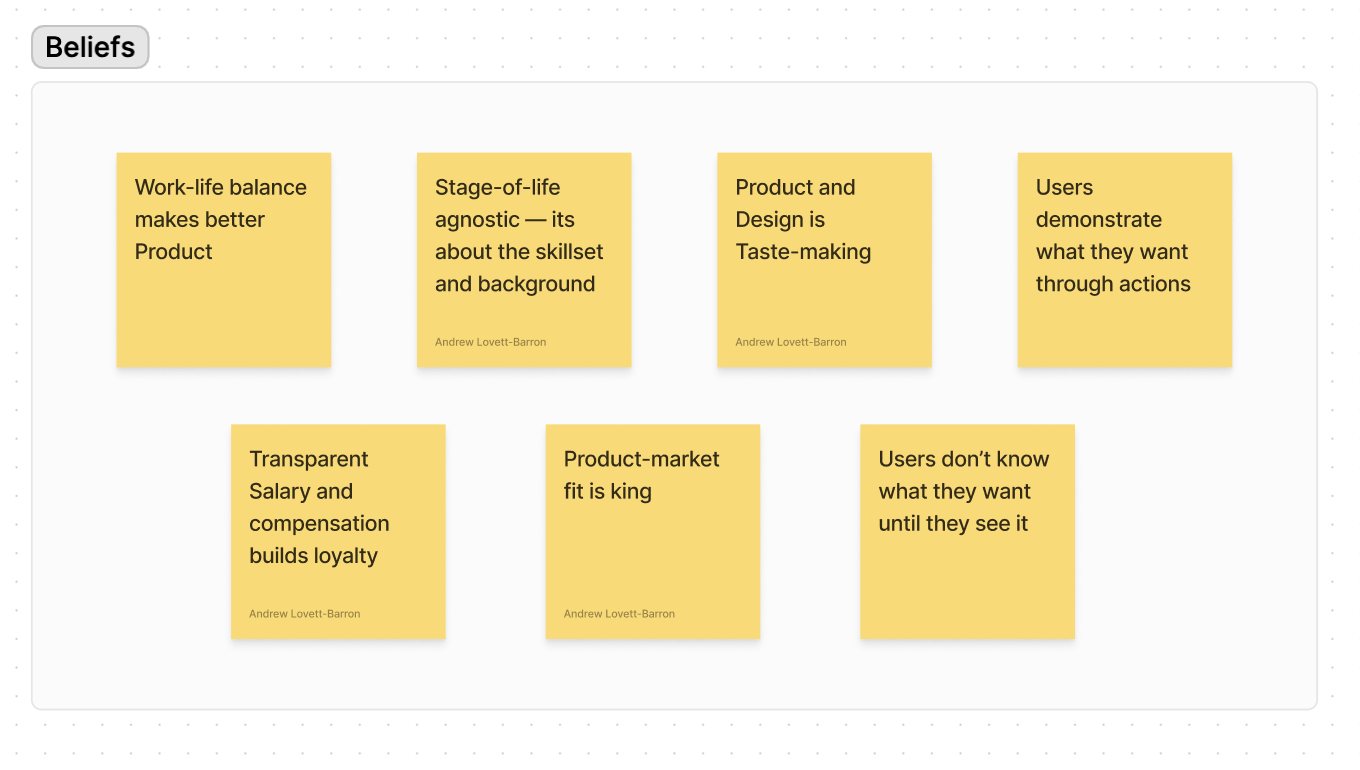 Beliefs
Work-life balance
makes better
Product
Stage-of-life
agnostic — its
about the skillset
and background
Andrew Lovett-Barron
Product and
Design is
Taste-making
Andrew Lovett-Barron
Users
demonstrate
what they want
through actions
Transparent
Salary and
compensation
builds loyalty
Andrew Lovett-Barron
Product-market
fit is king
Andrew Lovett-Barron
Users don’t know
what they want
until they see it